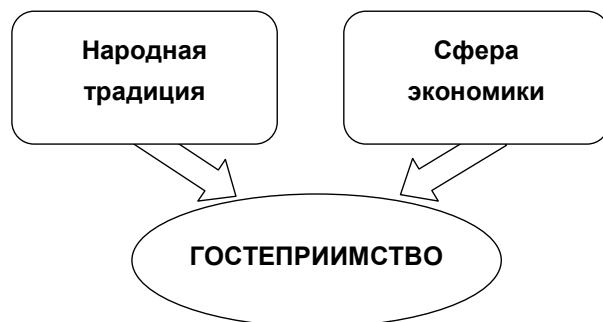 Народная
традиция
Сфера
экономики
ГОСТЕПРИИМСТВО